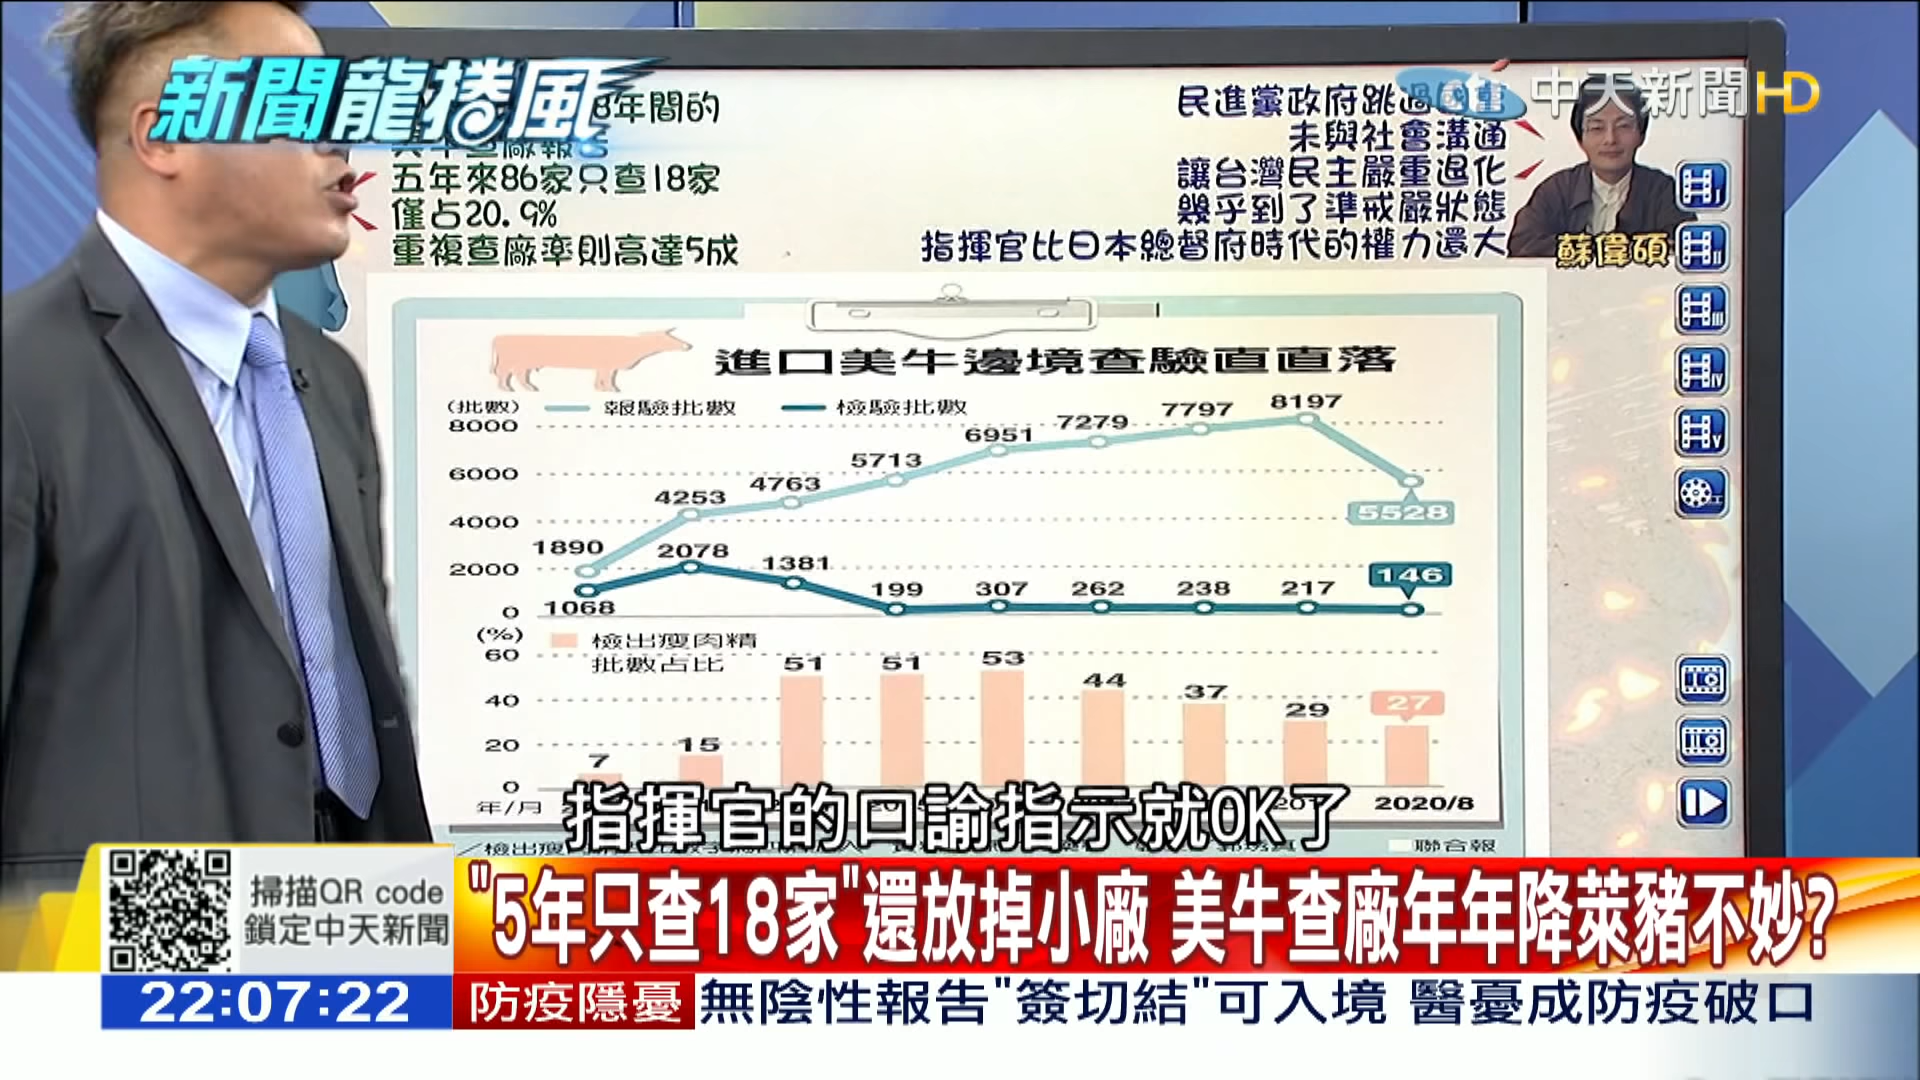 新聞龍捲風
中天新聞HD
8年間的
美牛查廠報告
五年來86家只查18家
僅占20.9%
重複查廠率則高達5成
民進黨政府跳過
未與社會溝通
讓台灣民主嚴重退化
幾乎到了準戒嚴狀態
指揮官比日本總督府時代的權力還大
蘇偉碩
進口美牛邊境查驗直直落
(批數) 報驗批數 檢驗批數
8000
6000
4000
2000
0
1890 4253 4763 5713 6951 7279 7797 8197 5528
1068 2078 1381 199 307 262 238 217 146
(%) 檢出瘦肉精
批數占比
60
40
20
0
7 15 51 51 53 44 37 29 27
年/月 2020/8
聯合報
指揮官的口諭指示就OK了
掃描QR code
鎖定中天新聞
"5年只查18家"還放掉小廠 美牛查廠年年降萊豬不妙?
22:07:22
防疫隱憂 無陰性報告"簽切結"可入境 醫憂成防疫破口